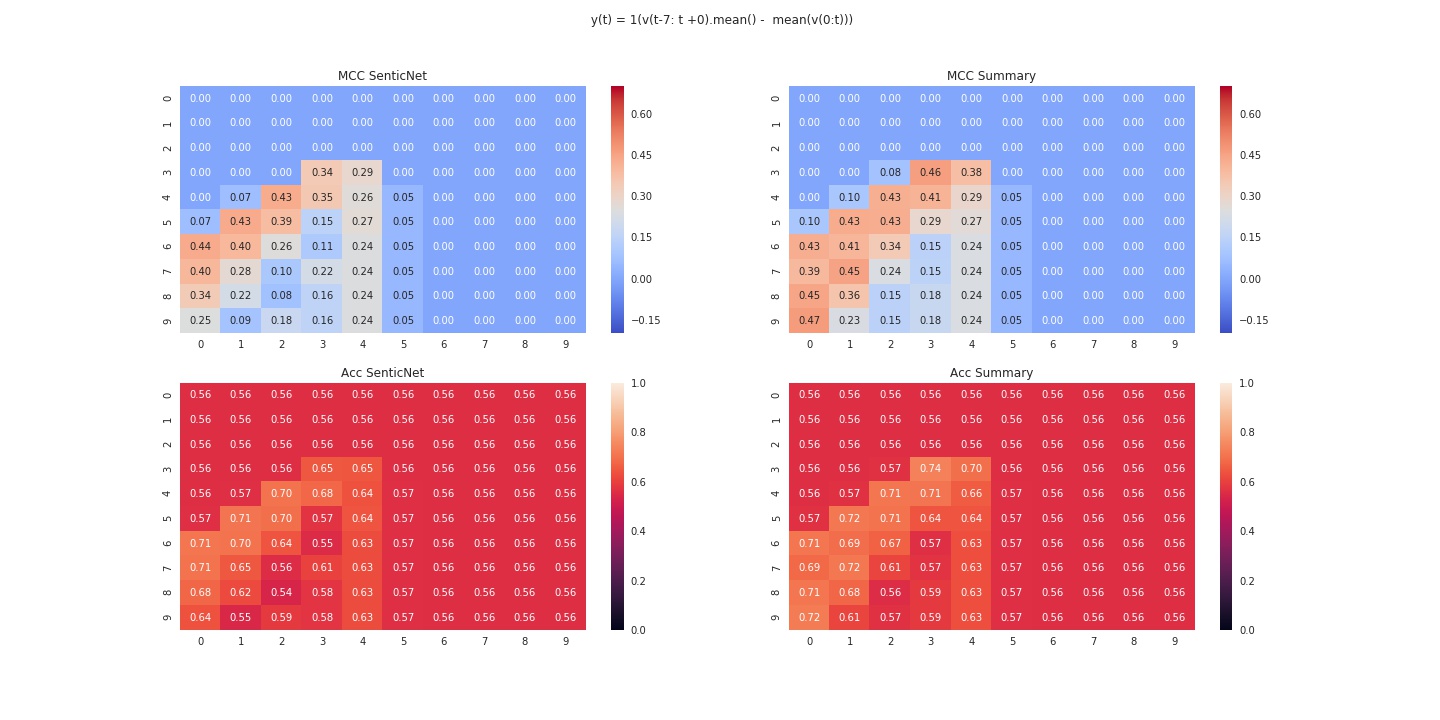 y(t) = 1(v(t-7: t +0).mean() -  mean(v(0:t)))
MCC SenticNet
0 0.00 0.00 0.00 0.00 0.00 0.00 0.00 0.00 0.00 0.00
1 0.00 0.00 0.00 0.00 0.00 0.00 0.00 0.00 0.00 0.00
2 0.00 0.00 0.00 0.00 0.00 0.00 0.00 0.00 0.00 0.00
3 0.00 0.00 0.00 0.34 0.29 0.00 0.00 0.00 0.00 0.00
4 0.00 0.07 0.43 0.35 0.26 0.05 0.00 0.00 0.00 0.00
5 0.07 0.43 0.39 0.15 0.27 0.05 0.00 0.00 0.00 0.00
6 0.44 0.40 0.26 0.11 0.24 0.05 0.00 0.00 0.00 0.00
7 0.40 0.28 0.10 0.22 0.24 0.05 0.00 0.00 0.00 0.00
8 0.34 0.22 0.08 0.16 0.24 0.05 0.00 0.00 0.00 0.00
9 0.25 0.09 0.18 0.16 0.24 0.05 0.00 0.00 0.00 0.00
0 1 2 3 4 5 6 7 8 9
0.60
0.45
0.30
0.15
0.00
−0.15
MCC Summary
0 0.00 0.00 0.00 0.00 0.00 0.00 0.00 0.00 0.00 0.00
1 0.00 0.00 0.00 0.00 0.00 0.00 0.00 0.00 0.00 0.00
2 0.00 0.00 0.00 0.00 0.00 0.00 0.00 0.00 0.00 0.00
3 0.00 0.00 0.08 0.46 0.38 0.00 0.00 0.00 0.00 0.00
4 0.00 0.10 0.43 0.41 0.29 0.05 0.00 0.00 0.00 0.00
5 0.10 0.43 0.43 0.29 0.27 0.05 0.00 0.00 0.00 0.00
6 0.43 0.41 0.34 0.15 0.24 0.05 0.00 0.00 0.00 0.00
7 0.39 0.45 0.24 0.15 0.24 0.05 0.00 0.00 0.00 0.00
8 0.45 0.36 0.15 0.18 0.24 0.05 0.00 0.00 0.00 0.00
9 0.47 0.23 0.15 0.18 0.24 0.05 0.00 0.00 0.00 0.00
0 1 2 3 4 5 6 7 8 9
0.60
0.45
0.30
0.15
0.00
−0.15
Acc SenticNet
0 0.56 0.56 0.56 0.56 0.56 0.56 0.56 0.56 0.56 0.56
1 0.56 0.56 0.56 0.56 0.56 0.56 0.56 0.56 0.56 0.56
2 0.56 0.56 0.56 0.56 0.56 0.56 0.56 0.56 0.56 0.56
3 0.56 0.56 0.56 0.65 0.65 0.56 0.56 0.56 0.56 0.56
4 0.56 0.57 0.70 0.68 0.64 0.57 0.56 0.56 0.56 0.56
5 0.57 0.71 0.70 0.57 0.64 0.57 0.56 0.56 0.56 0.56
6 0.71 0.70 0.64 0.55 0.63 0.57 0.56 0.56 0.56 0.56
7 0.71 0.65 0.56 0.61 0.63 0.57 0.56 0.56 0.56 0.56
8 0.68 0.62 0.54 0.58 0.63 0.57 0.56 0.56 0.56 0.56
9 0.64 0.55 0.59 0.58 0.63 0.57 0.56 0.56 0.56 0.56
0 1 2 3 4 5 6 7 8 9
1.0
0.8
0.6
0.4
0.2
0.0
Acc Summary
0 0.56 0.56 0.56 0.56 0.56 0.56 0.56 0.56 0.56 0.56
1 0.56 0.56 0.56 0.56 0.56 0.56 0.56 0.56 0.56 0.56
2 0.56 0.56 0.56 0.56 0.56 0.56 0.56 0.56 0.56 0.56
3 0.56 0.56 0.57 0.74 0.70 0.56 0.56 0.56 0.56 0.56
4 0.56 0.57 0.71 0.71 0.66 0.57 0.56 0.56 0.56 0.56
5 0.57 0.72 0.71 0.64 0.64 0.57 0.56 0.56 0.56 0.56
6 0.71 0.69 0.67 0.57 0.63 0.57 0.56 0.56 0.56 0.56
7 0.69 0.72 0.61 0.57 0.63 0.57 0.56 0.56 0.56 0.56
8 0.71 0.68 0.56 0.59 0.63 0.57 0.56 0.56 0.56 0.56
9 0.72 0.61 0.57 0.59 0.63 0.57 0.56 0.56 0.56 0.56
0 1 2 3 4 5 6 7 8 9
1.0
0.8
0.6
0.4
0.2
0.0